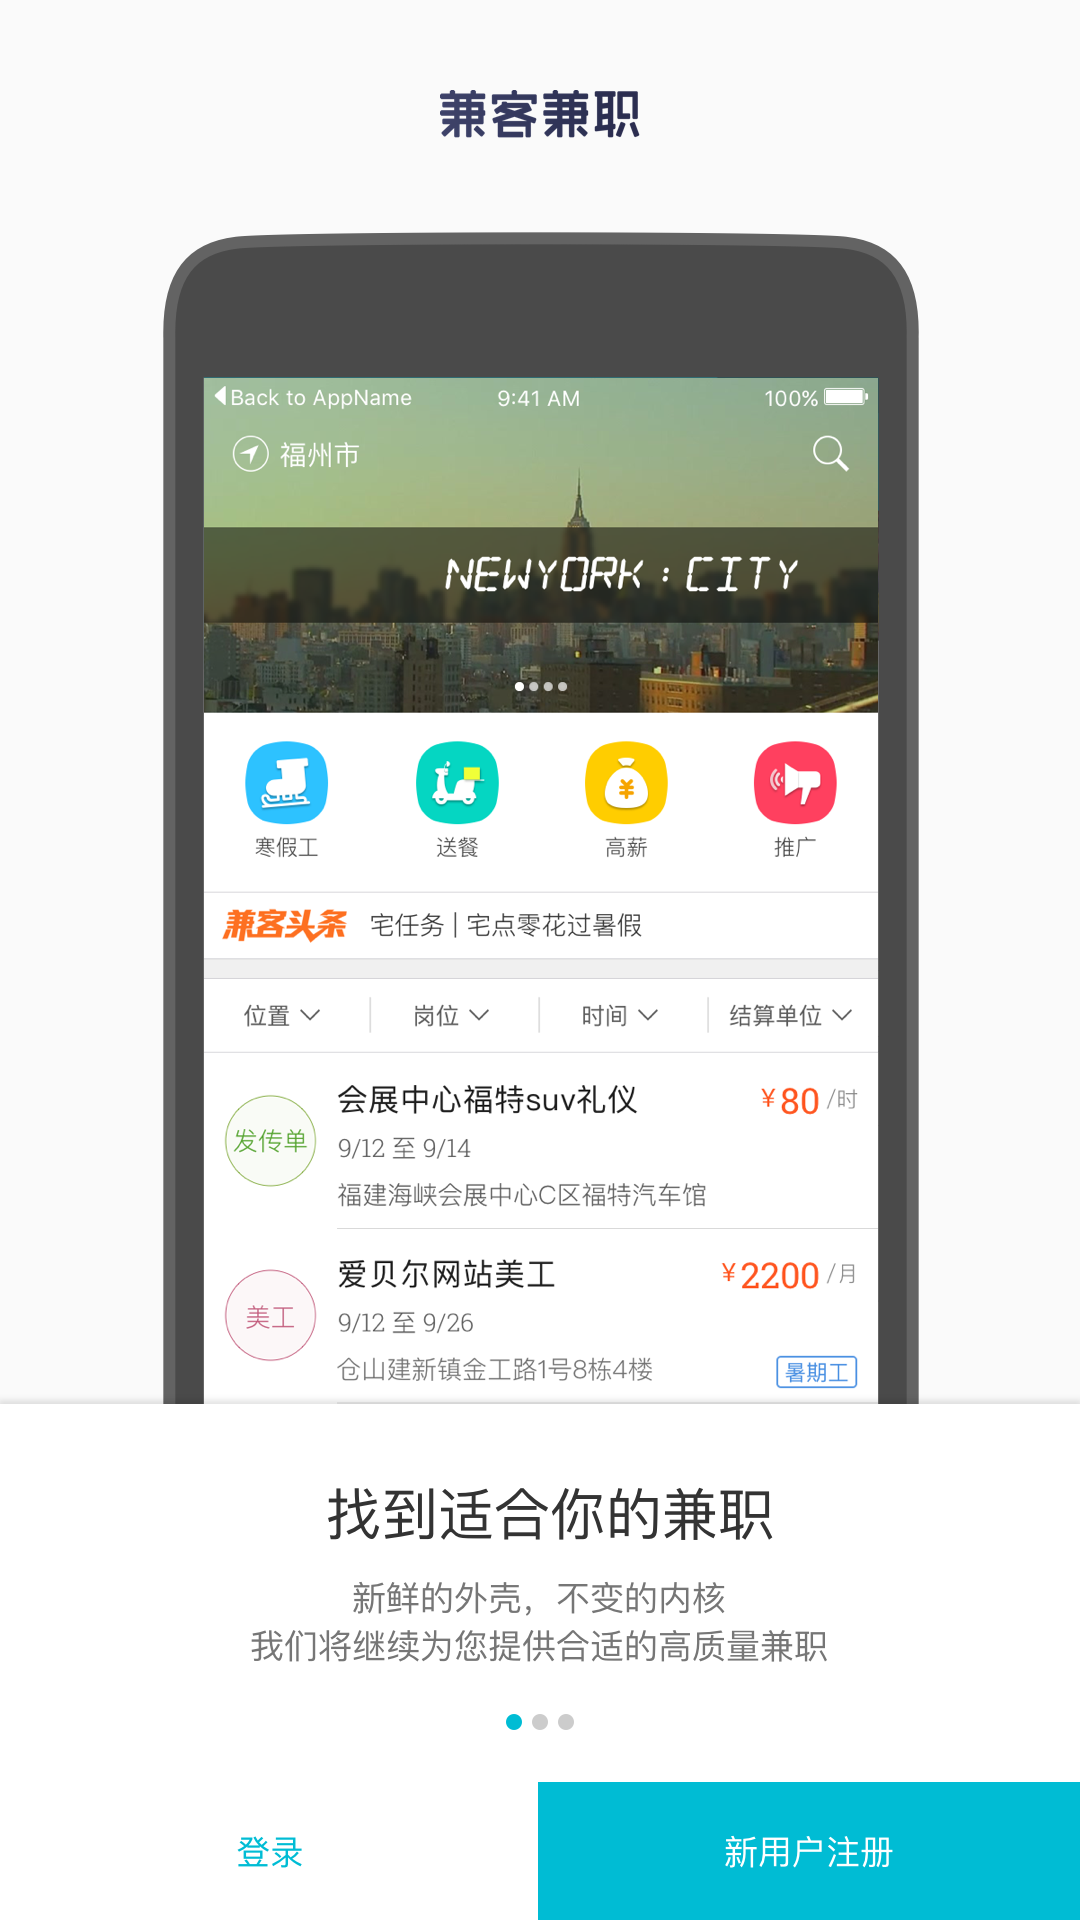 兼客兼职
Back to AppName 9:41 AM 100%
福州市
NEWYORK : CITY
寒假工 送餐 高薪 推广
兼客头条 宅任务 | 宅点零花过暑假
位置 岗位 时间 结算单位
会展中心福特suv礼仪 ¥80 /时
发传单
9/12 至 9/14
福建海峡会展中心C区福特汽车馆
爱贝尔网站美工 ¥2200 /月
美工
9/12 至 9/26
仓山建新镇金工路1号8栋4楼 暑期工
找到适合你的兼职
新鲜的外壳，不变的内核
我们将继续为您提供合适的高质量兼职
登录 新用户注册